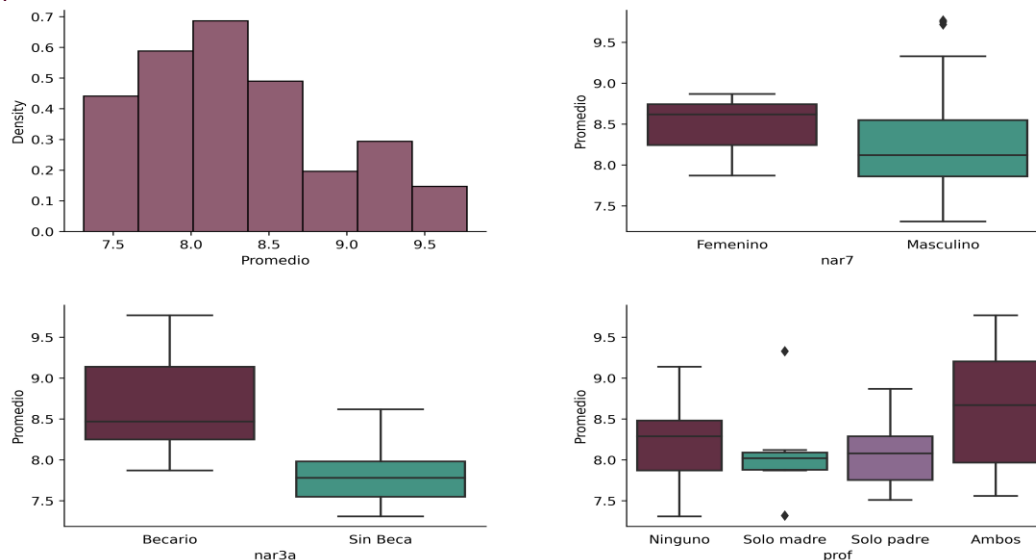 0.7
0.6
0.5
0.4
0.3
0.2
0.1
0.0
Density
7.5 8.0 8.5 9.0 9.5
Promedio
9.5
9.0
8.5
8.0
7.5
Promedio
Femenino Masculino
nar7
9.5
9.0
8.5
8.0
7.5
Promedio
Becario Sin Beca
nar3a
9.5
9.0
8.5
8.0
7.5
Promedio
Ninguno Solo madre Solo padre Ambos
prof